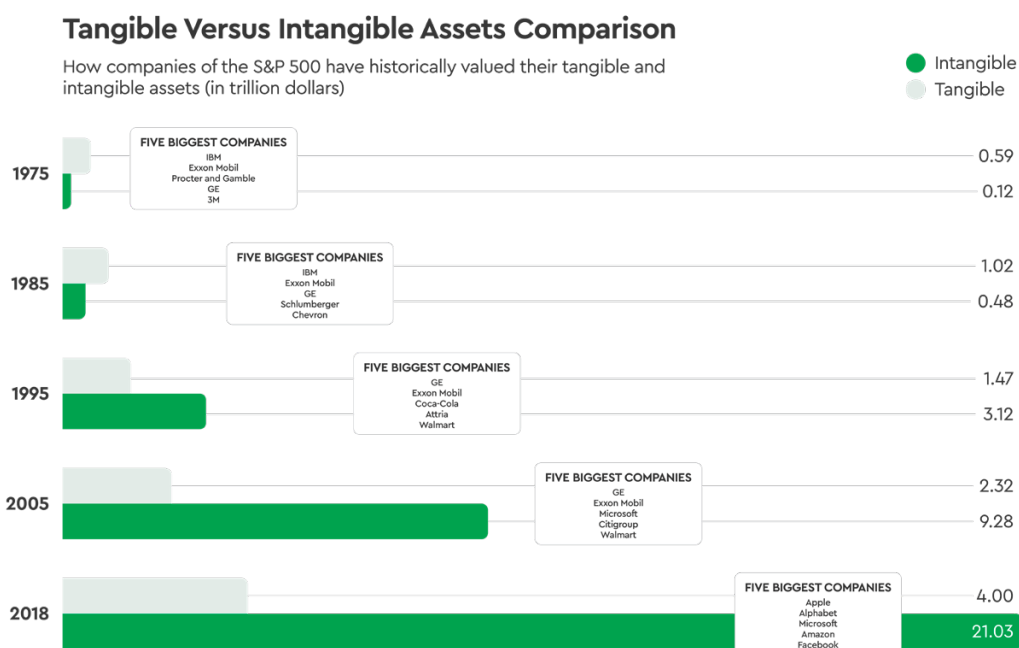 Tangible Versus Intangible Assets Comparison
How companies of the S&P 500 have historically valued their tangible and
intangible assets (in trillion dollars)
Intangible
Tangible
1975
FIVE BIGGEST COMPANIES
IBM
Exxon Mobil
Procter and Gamble
GE
3M
0.59
0.12
1985
FIVE BIGGEST COMPANIES
IBM
Exxon Mobil
GE
Schlumberger
Chevron
1.02
0.48
1995
FIVE BIGGEST COMPANIES
GE
Exxon Mobil
Coca-Cola
Attria
Walmart
1.47
3.12
2005
FIVE BIGGEST COMPANIES
GE
Exxon Mobil
Microsoft
Citigroup
Walmart
2.32
9.28
2018
FIVE BIGGEST COMPANIES
Apple
Alphabet
Microsoft
Amazon
Facebook
4.00
21.03